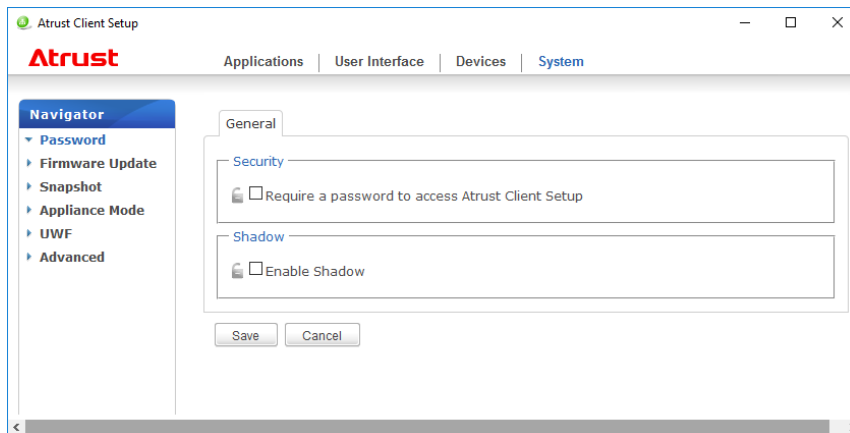 Atrust Client Setup
Atrust
Applications | User Interface | Devices | System
Navigator
Password
Firmware Update
Snapshot
Appliance Mode
UWF
Advanced
General
Security
Require a password to access Atrust Client Setup
Shadow
Enable Shadow
Save Cancel